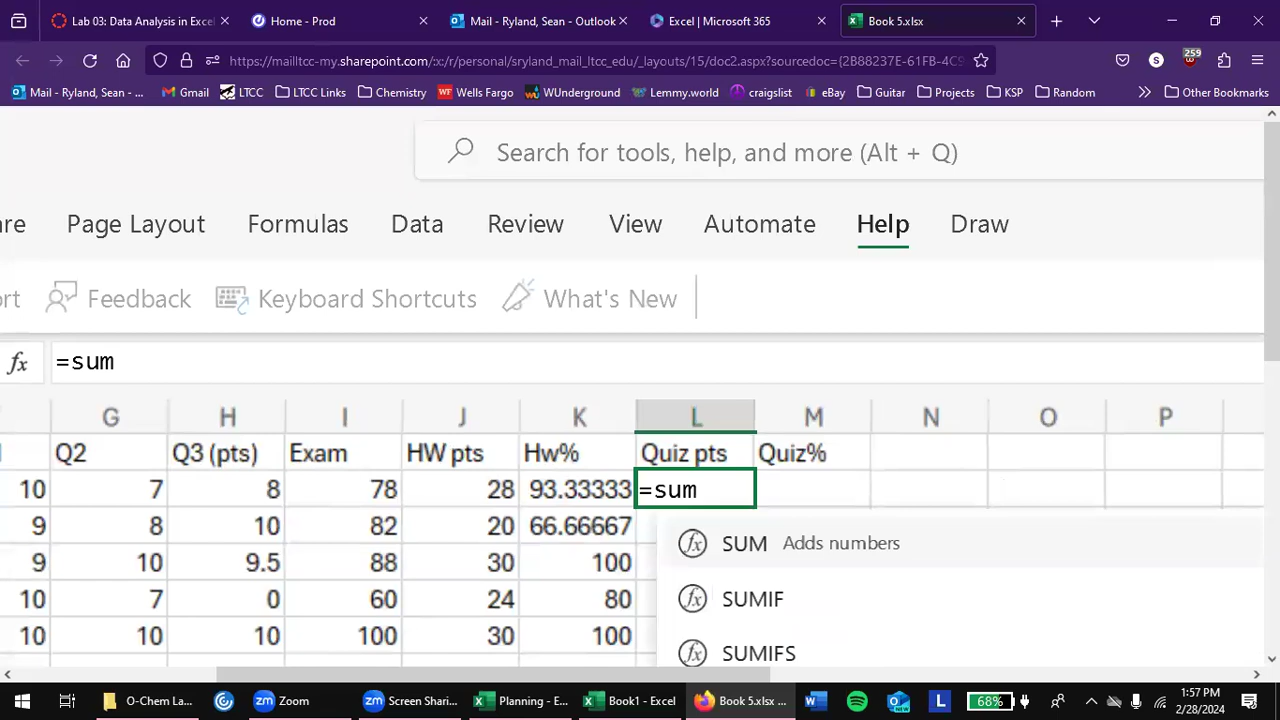 Lab 03: Data Analysis in Excel
Home - Prod
Mail - Ryland, Sean - Outlook
Excel | Microsoft 365
Book 5.xlsx
https://mailltcc-my.sharepoint.com/:x:/r/personal/sryland_mail_ltcc_edu/_layouts/15/doc2.aspx?sourcedoc={2B88237E-61FB-4C9
259
Mail - Ryland, Sean - ...
Gmail
LTCC
LTCC Links
Chemistry
Wells Fargo
WUnderground
Lemmy.world
craigslist
eBay
Guitar
Projects
KSP
Random
Other Bookmarks
Search for tools, help, and more (Alt + Q)
Page Layout
Formulas
Data
Review
View
Automate
Help
Draw
Feedback
Keyboard Shortcuts
What's New
fx =sum
G H I J K L M N O P
Q2 Q3 (pts) Exam HW pts Hw% Quiz pts Quiz%
10 7 8 78 28 93.33333 =sum
9 8 10 82 20 66.66667
9 10 9.5 88 30 100
10 7 0 60 24 80
10 10 10 100 30 100
fx SUM Adds numbers
fx SUMIF
fx SUMIFS
O-Chem La...
Zoom
Screen Shari...
Planning - E...
Book1 - Excel
Book 5.xlsx ...
68%
1:57 PM
2/28/2024